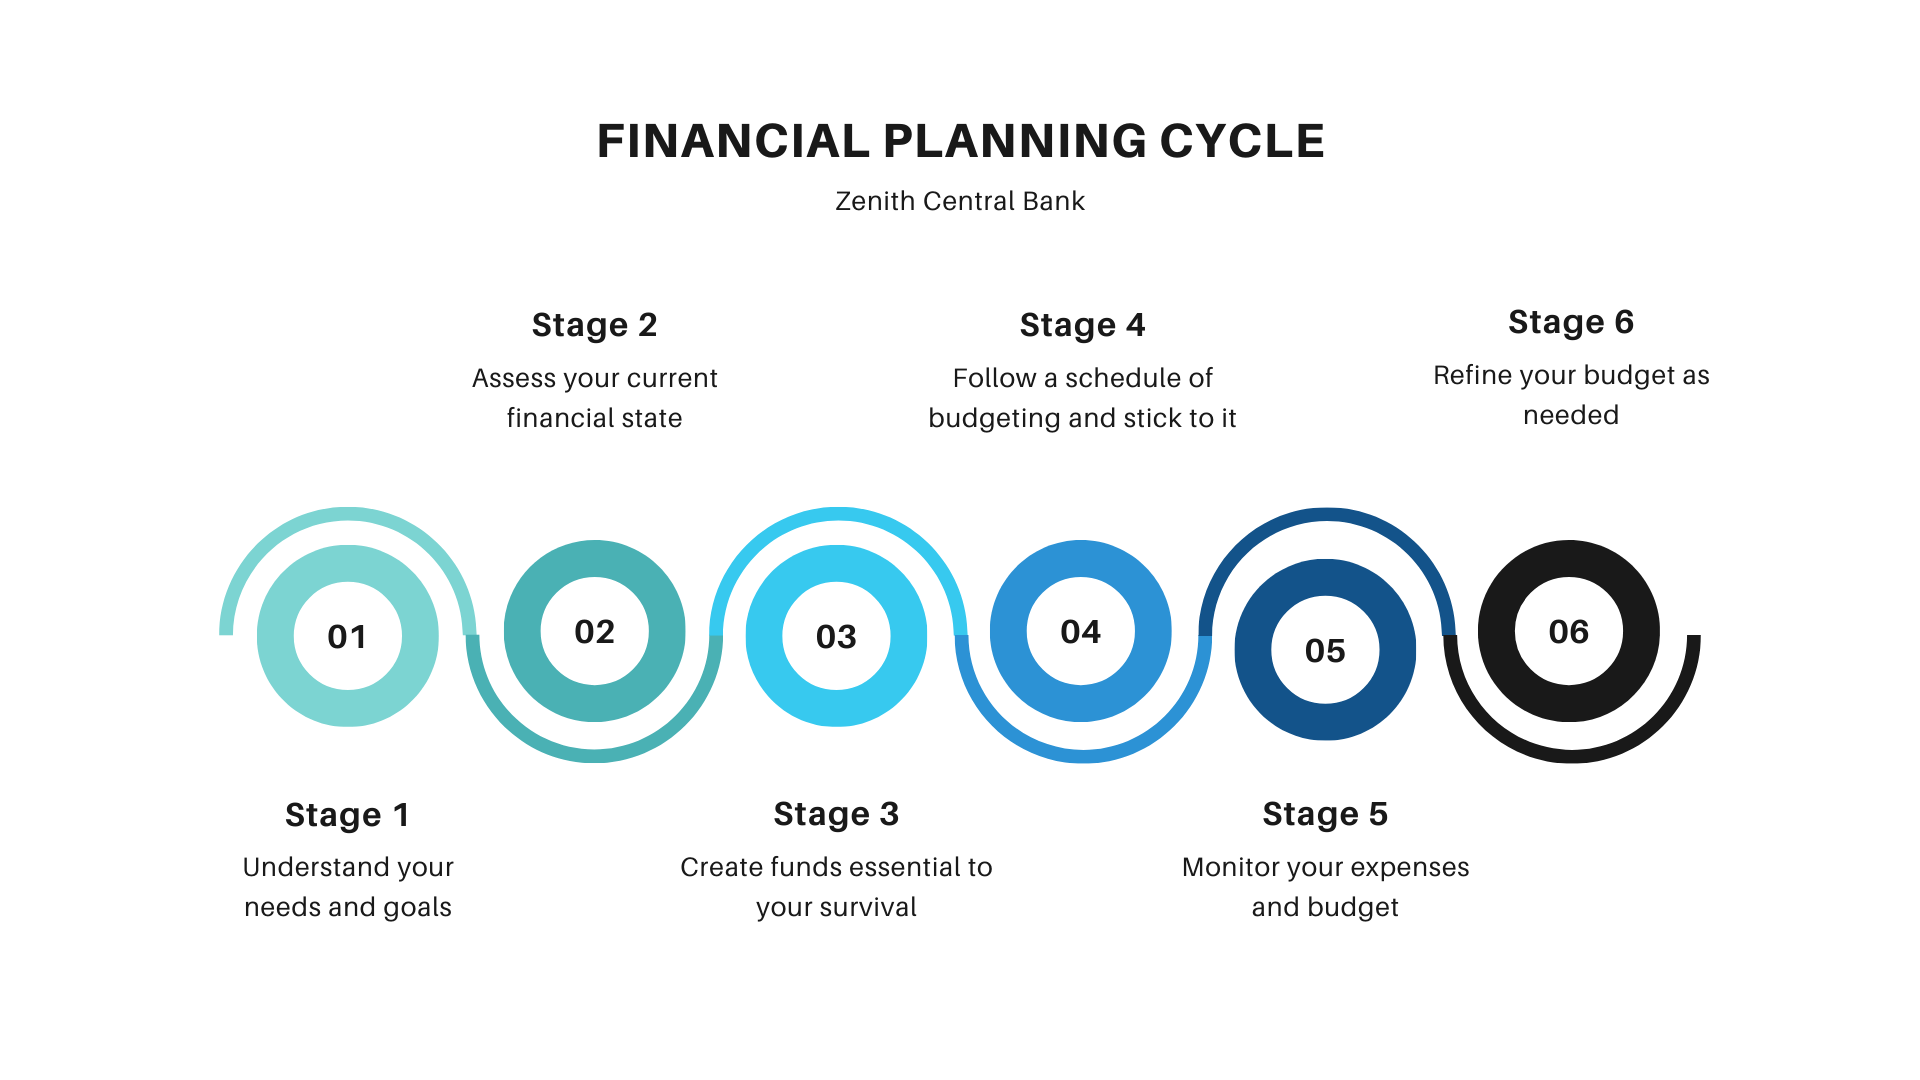 FINANCIAL PLANNING CYCLE
Zenith Central Bank
Stage 2
Assess your current
financial state
Stage 4
Follow a schedule of
budgeting and stick to it
Stage 6
Refine your budget as
needed
01
02
03
04
05
06
Stage 1
Understand your
needs and goals
Stage 3
Create funds essential to
your survival
Stage 5
Monitor your expenses
and budget